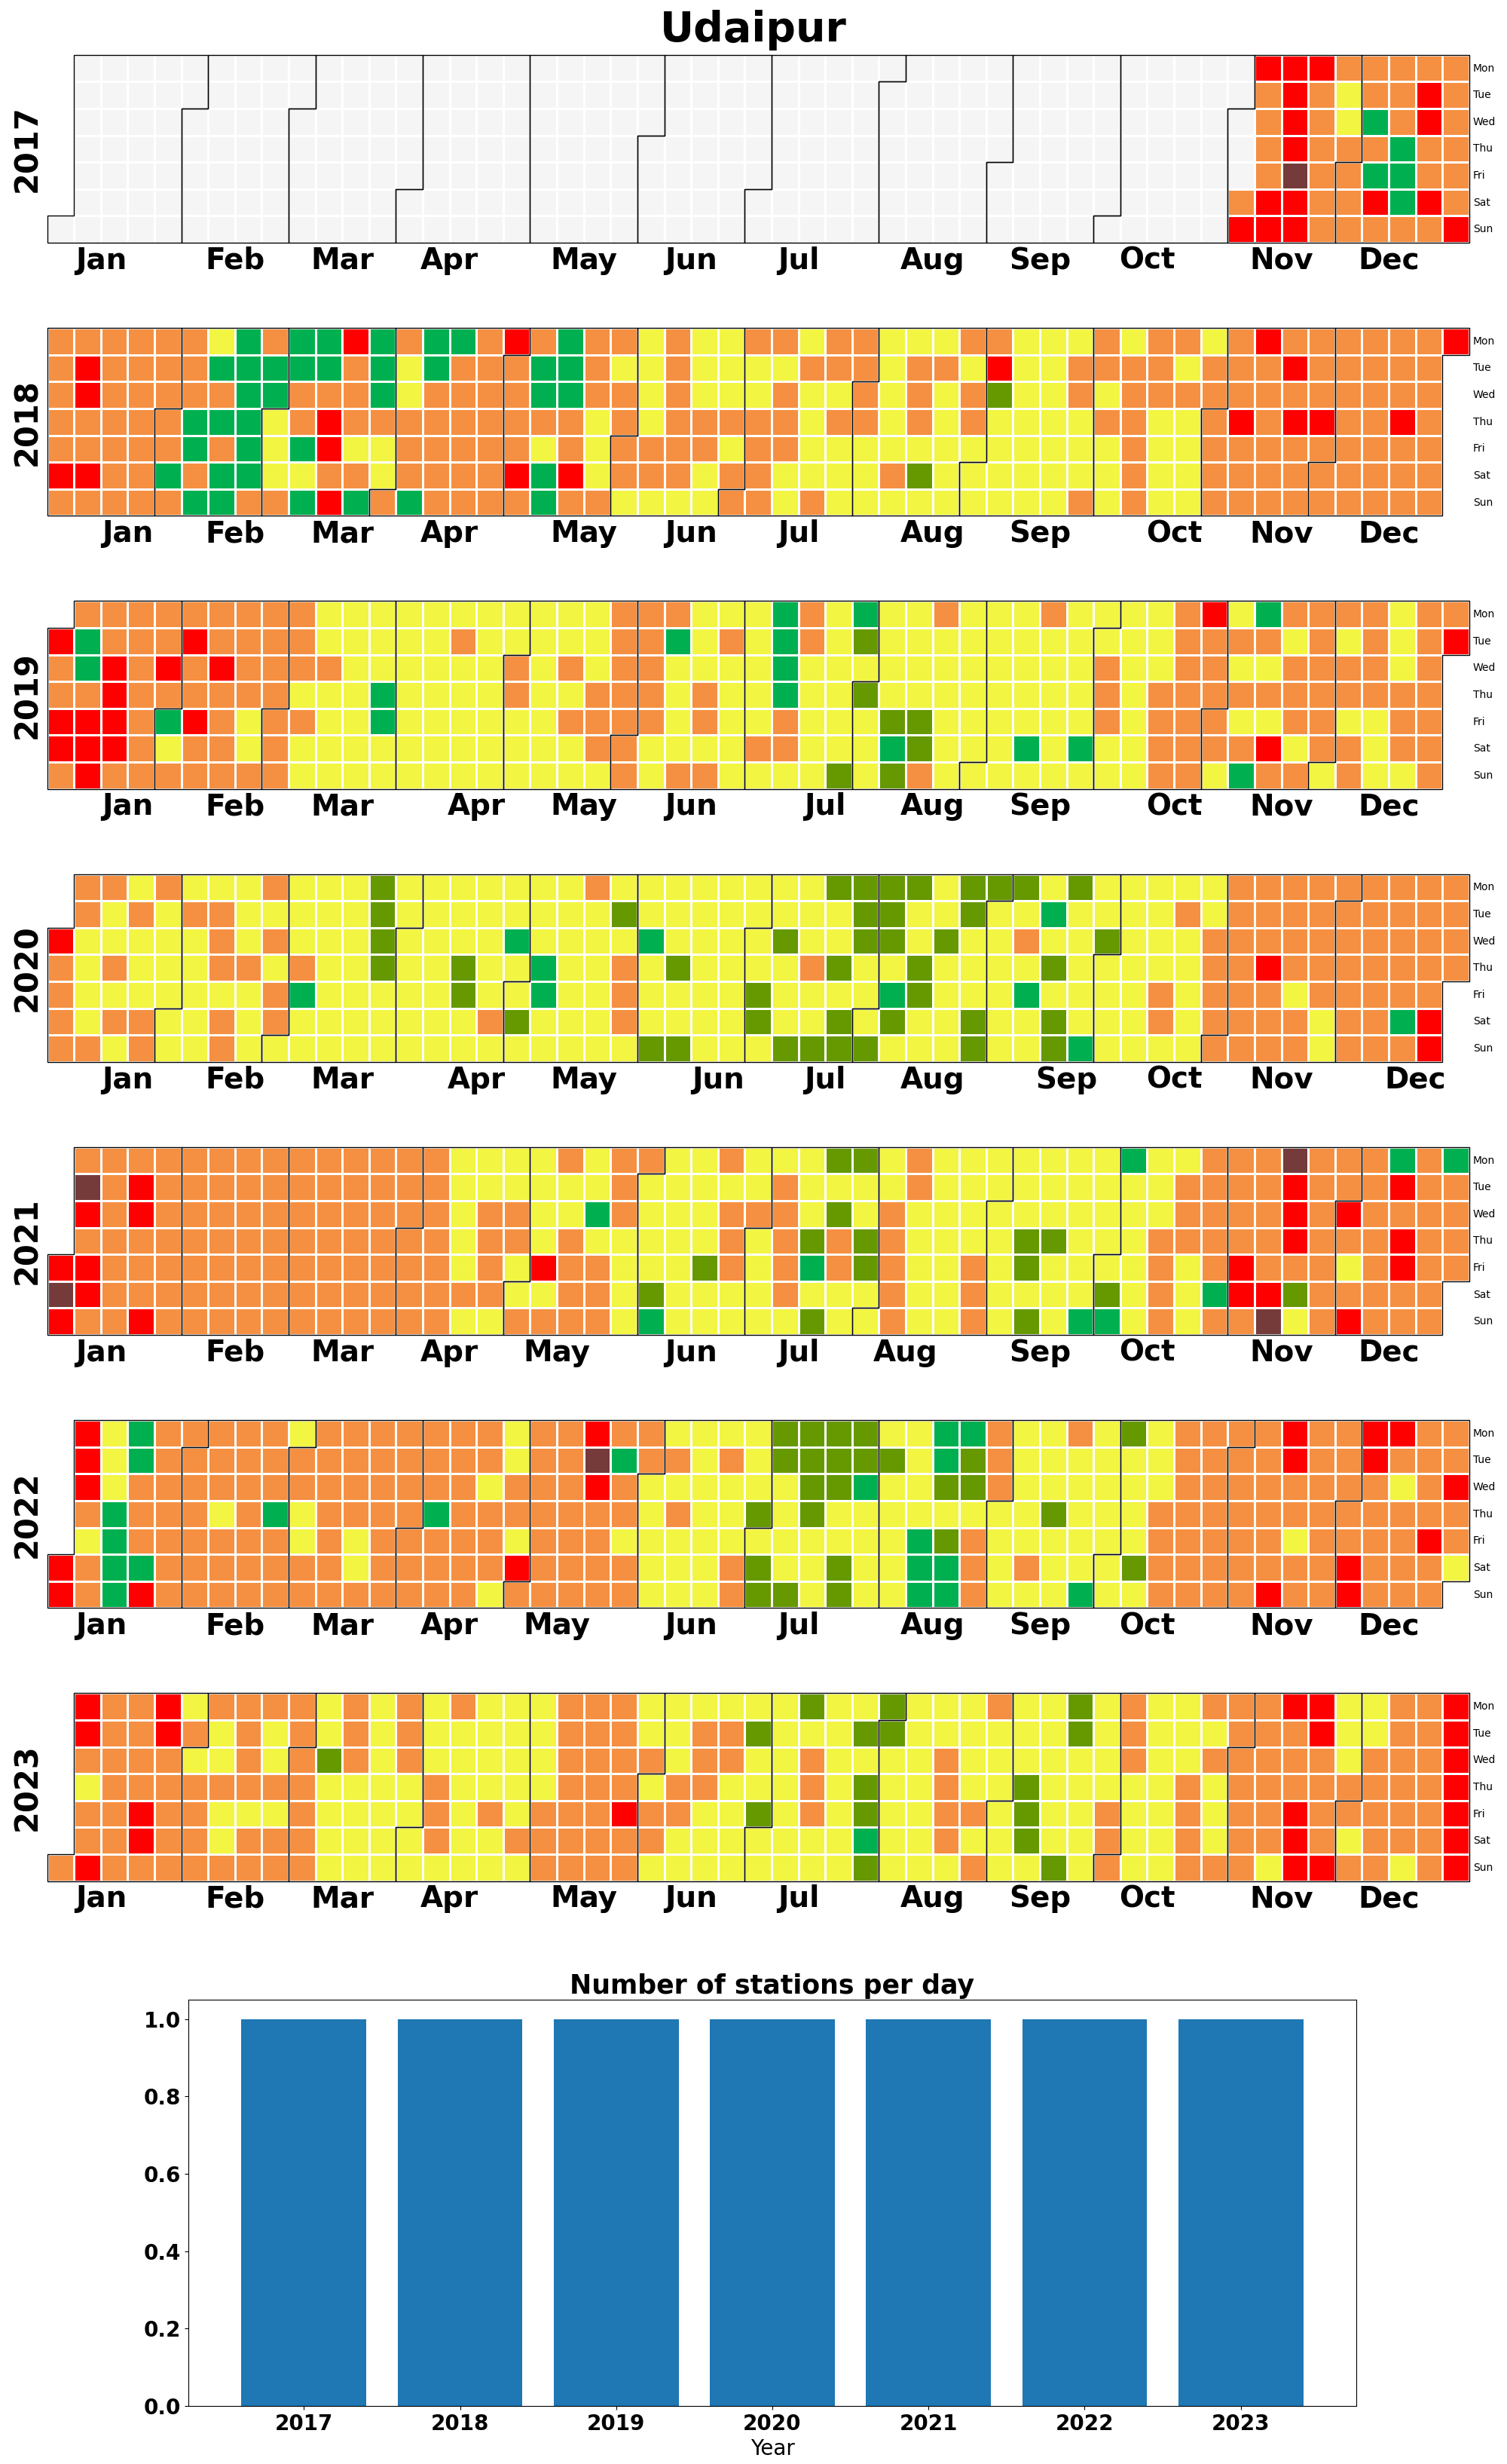 Udaipur
2017
Mon
Tue
Wed
Thu
Fri
Sat
Sun
Jan Feb Mar Apr May Jun Jul Aug Sep Oct Nov Dec
2018
Mon
Tue
Wed
Thu
Fri
Sat
Sun
Jan Feb Mar Apr May Jun Jul Aug Sep Oct Nov Dec
2019
Mon
Tue
Wed
Thu
Fri
Sat
Sun
Jan Feb Mar Apr May Jun Jul Aug Sep Oct Nov Dec
2020
Mon
Tue
Wed
Thu
Fri
Sat
Sun
Jan Feb Mar Apr May Jun Jul Aug Sep Oct Nov Dec
2021
Mon
Tue
Wed
Thu
Fri
Sat
Sun
Jan Feb Mar Apr May Jun Jul Aug Sep Oct Nov Dec
2022
Mon
Tue
Wed
Thu
Fri
Sat
Sun
Jan Feb Mar Apr May Jun Jul Aug Sep Oct Nov Dec
2023
Mon
Tue
Wed
Thu
Fri
Sat
Sun
Jan Feb Mar Apr May Jun Jul Aug Sep Oct Nov Dec
Number of stations per day
1.0
0.8
0.6
0.4
0.2
0.0
2017 2018 2019 2020 2021 2022 2023
Year